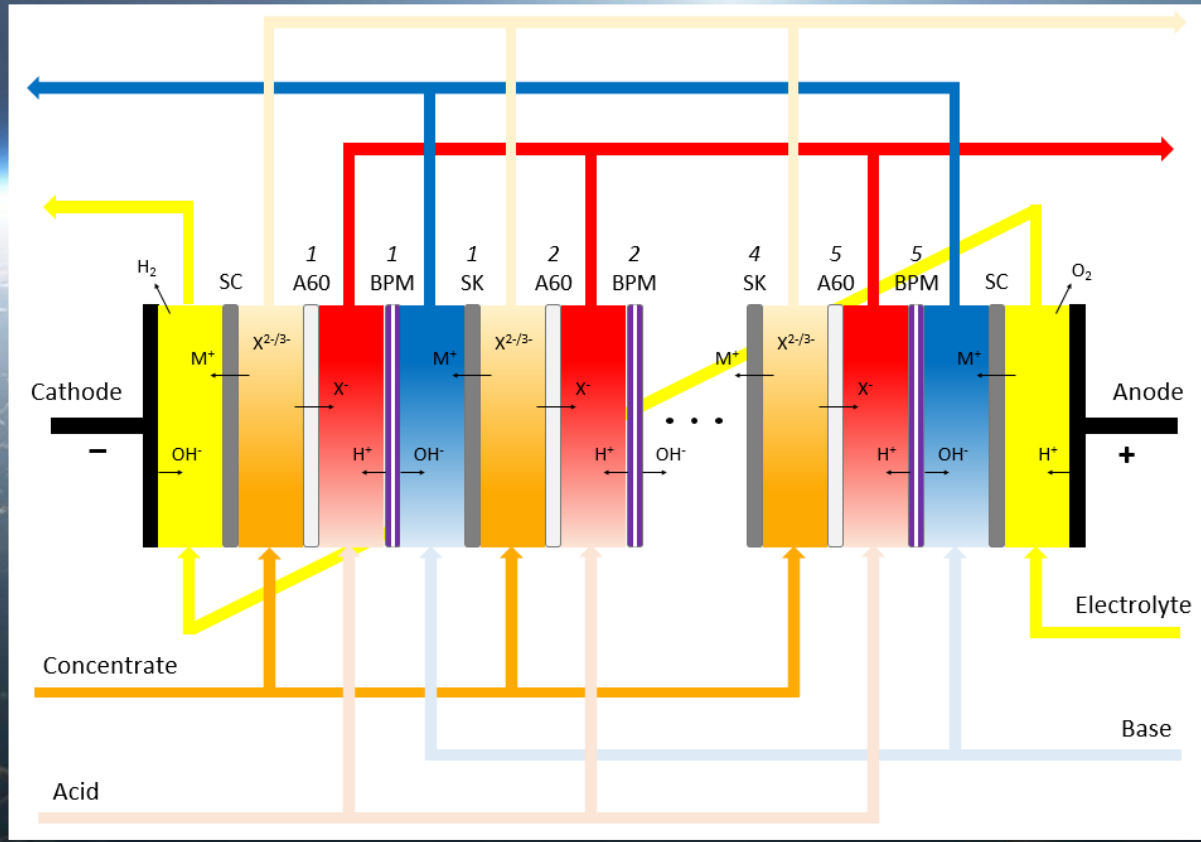 1 1 1 2 2 4 5 5
H₂ SC A60 BPM SK A60 BPM SK A60 BPM SC O₂
X²⁻/³⁻ X²⁻/³⁻ X²⁻/³⁻
M⁺ M⁺ M⁺ M⁺
Cathode X⁻ X⁻ X⁻ Anode
. . .
− OH⁻ H⁺ OH⁻ H⁺ OH⁻ H⁺ OH⁻ H⁺ +
Electrolyte
Concentrate
Base
Acid